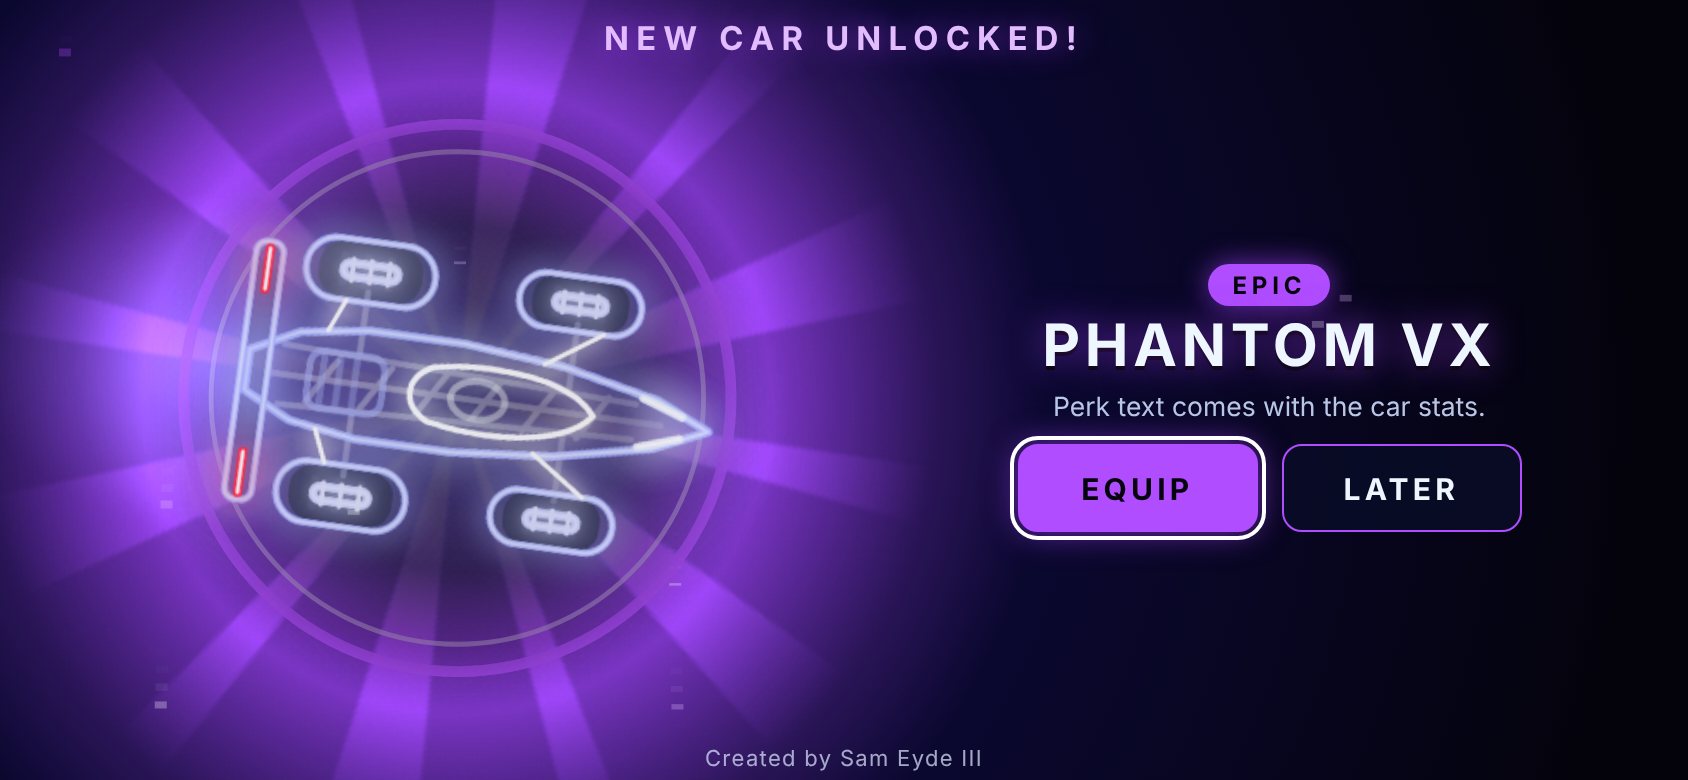 NEW CAR UNLOCKED!
EPIC
PHANTOM VX
Perk text comes with the car stats.
EQUIP
LATER
Created by Sam Eyde III